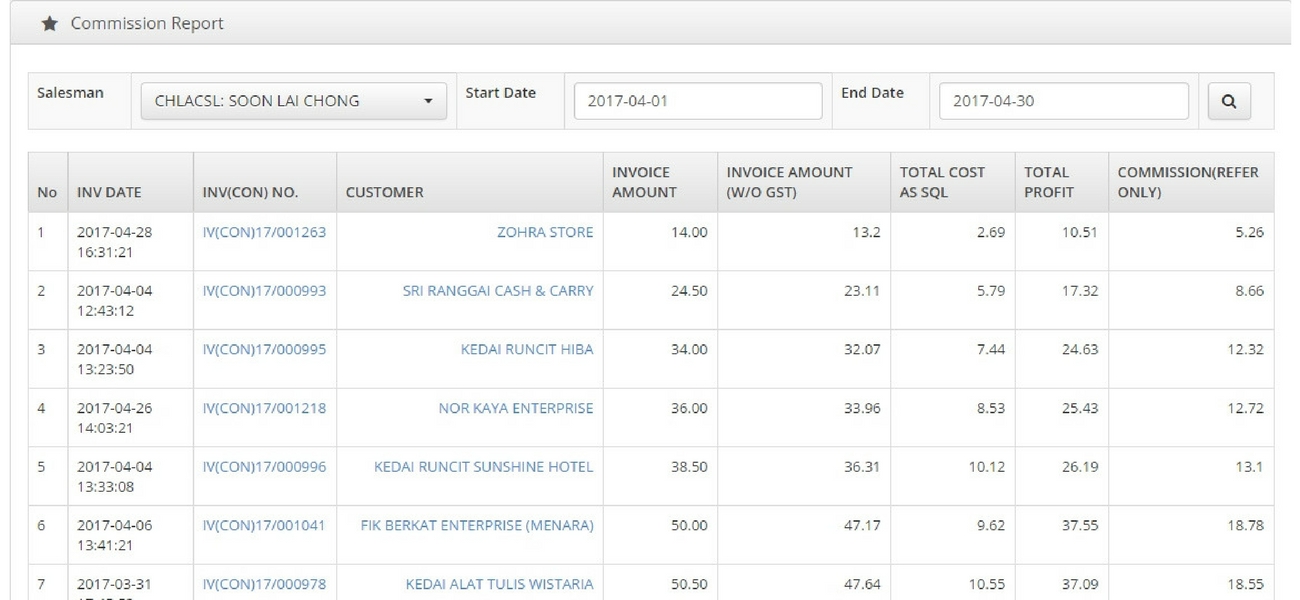 Commission Report
Salesman CHLACSL: SOON LAI CHONG Start Date 2017-04-01 End Date 2017-04-30
No INV DATE INV(CON) NO. CUSTOMER INVOICE AMOUNT INVOICE AMOUNT (W/O GST) TOTAL COST AS SQL TOTAL PROFIT COMMISSION(REFER ONLY)
1 2017-04-28 IV(CON)17/001263 ZOHRA STORE 14.00 13.2 2.69 10.51 5.26
16:31:21
2 2017-04-04 IV(CON)17/000993 SRI RANGGAI CASH & CARRY 24.50 23.11 5.79 17.32 8.66
12:43:12
3 2017-04-04 IV(CON)17/000995 KEDAI RUNCIT HIBA 34.00 32.07 7.44 24.63 12.32
13:23:50
4 2017-04-26 IV(CON)17/001218 NOR KAYA ENTERPRISE 36.00 33.96 8.53 25.43 12.72
14:03:21
5 2017-04-04 IV(CON)17/000996 KEDAI RUNCIT SUNSHINE HOTEL 38.50 36.31 10.12 26.19 13.1
13:33:08
6 2017-04-06 IV(CON)17/001041 FIK BERKAT ENTERPRISE (MENARA) 50.00 47.17 9.62 37.55 18.78
13:41:21
7 2017-03-31 IV(CON)17/000978 KEDAI ALAT TULIS WISTARIA 50.50 47.64 10.55 37.09 18.55